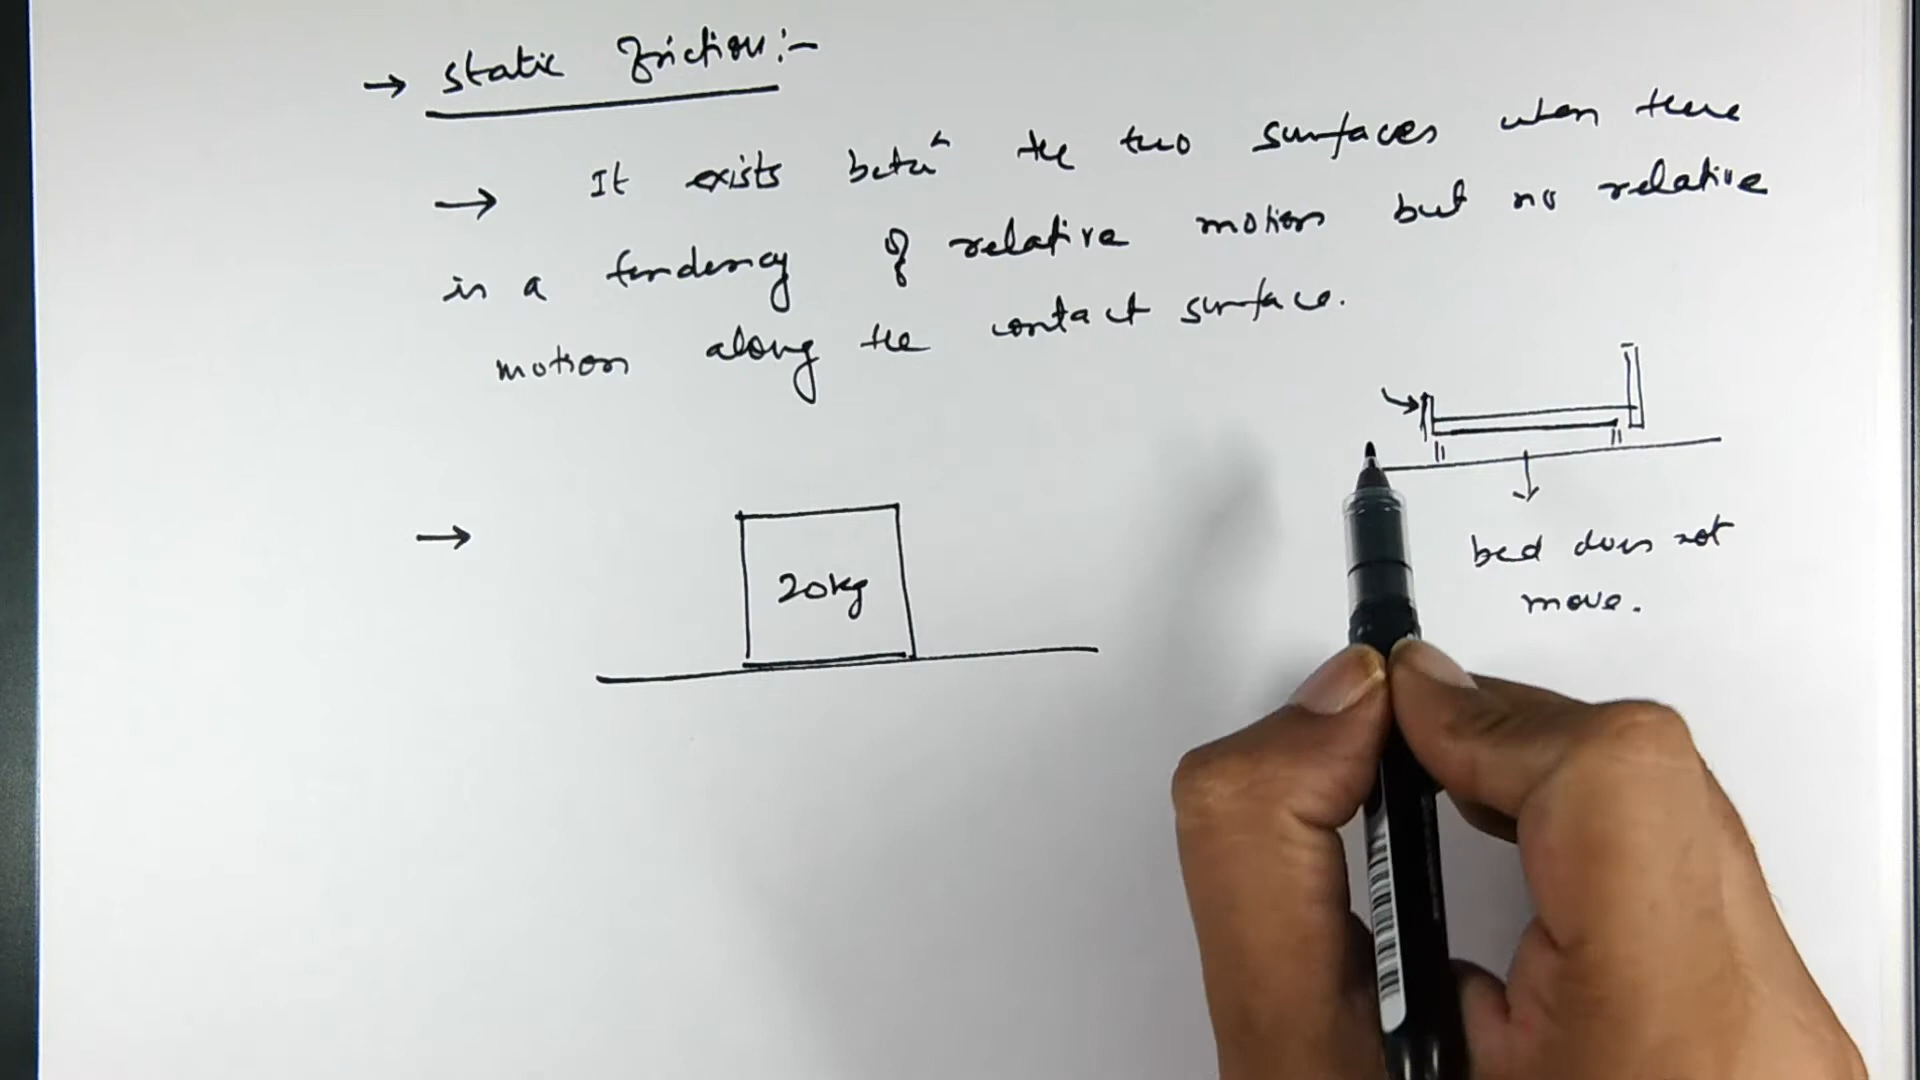 → static friction:-
→ It exists betwⁿ the two surfaces when there
is a tendency of relative motion but no relative
motion along the contact surface.
→
20kg
bed does not
move.